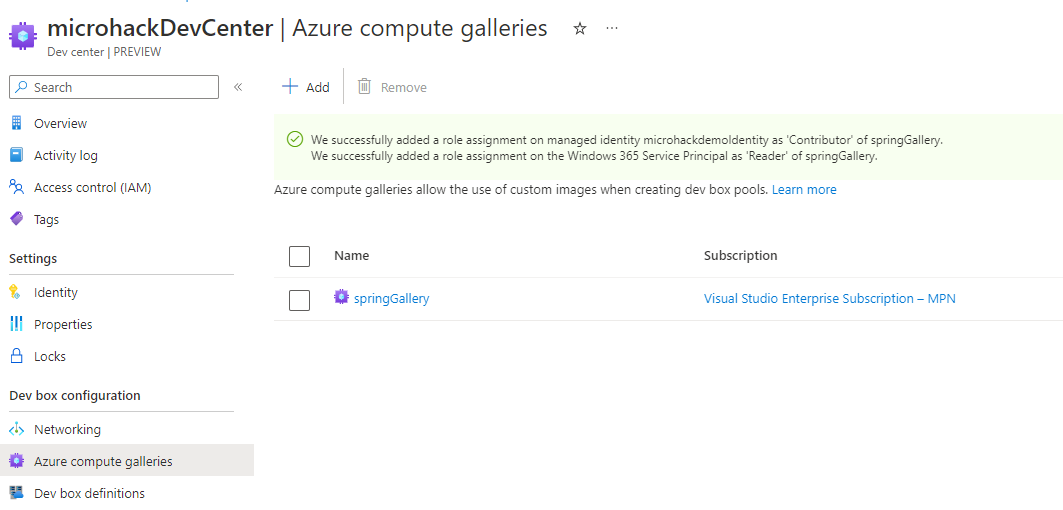 microhackDevCenter | Azure compute galleries
Dev center | PREVIEW
Search
Add
Remove
Overview
Activity log
Access control (IAM)
Tags
Settings
Identity
Properties
Locks
Dev box configuration
Networking
Azure compute galleries
Dev box definitions
We successfully added a role assignment on managed identity microhackdemoIdentity as 'Contributor' of springGallery.
We successfully added a role assignment on the Windows 365 Service Principal as 'Reader' of springGallery.
Azure compute galleries allow the use of custom images when creating dev box pools. Learn more
Name Subscription
springGallery Visual Studio Enterprise Subscription – MPN